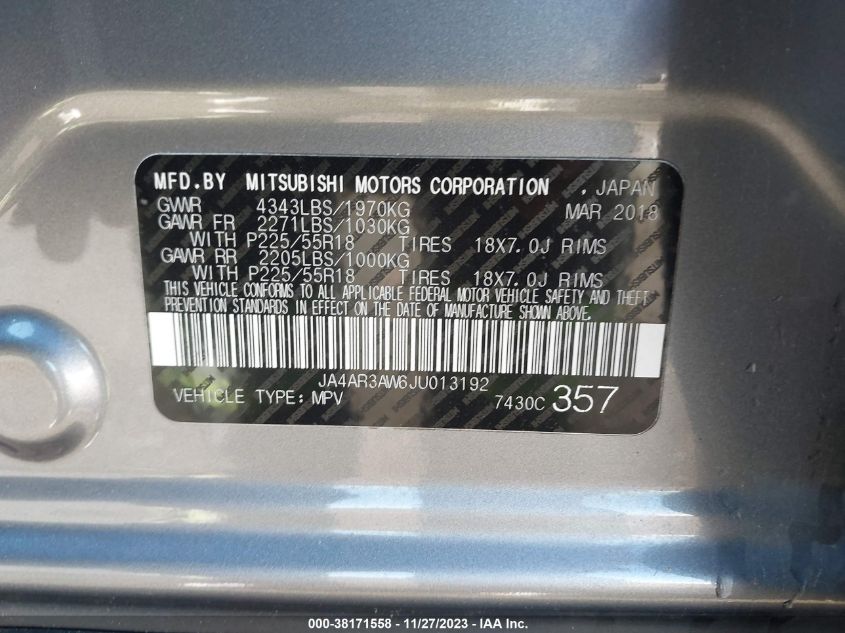 MFD.BY MITSUBISHI MOTORS CORPORATION , JAPAN
GVWR 4343LBS/1970KG MAR 2018
GAWR FR 2271LBS/1030KG
WITH P225/55R18 TIRES 18X7.0J RIMS
GAWR RR 2205LBS/1000KG
WITH P225/55R18 TIRES 18X7.0J RIMS
THIS VEHICLE CONFORMS TO ALL APPLICABLE FEDERAL MOTOR VEHICLE SAFETY AND THEFT
PREVENTION STANDARDS IN EFFECT ON THE DATE OF MANUFACTURE SHOWN ABOVE.
JA4AR3AW6JU013192
VEHICLE TYPE: MPV 7430C 357
000-38171558 - 11/27/2023 - IAA Inc.